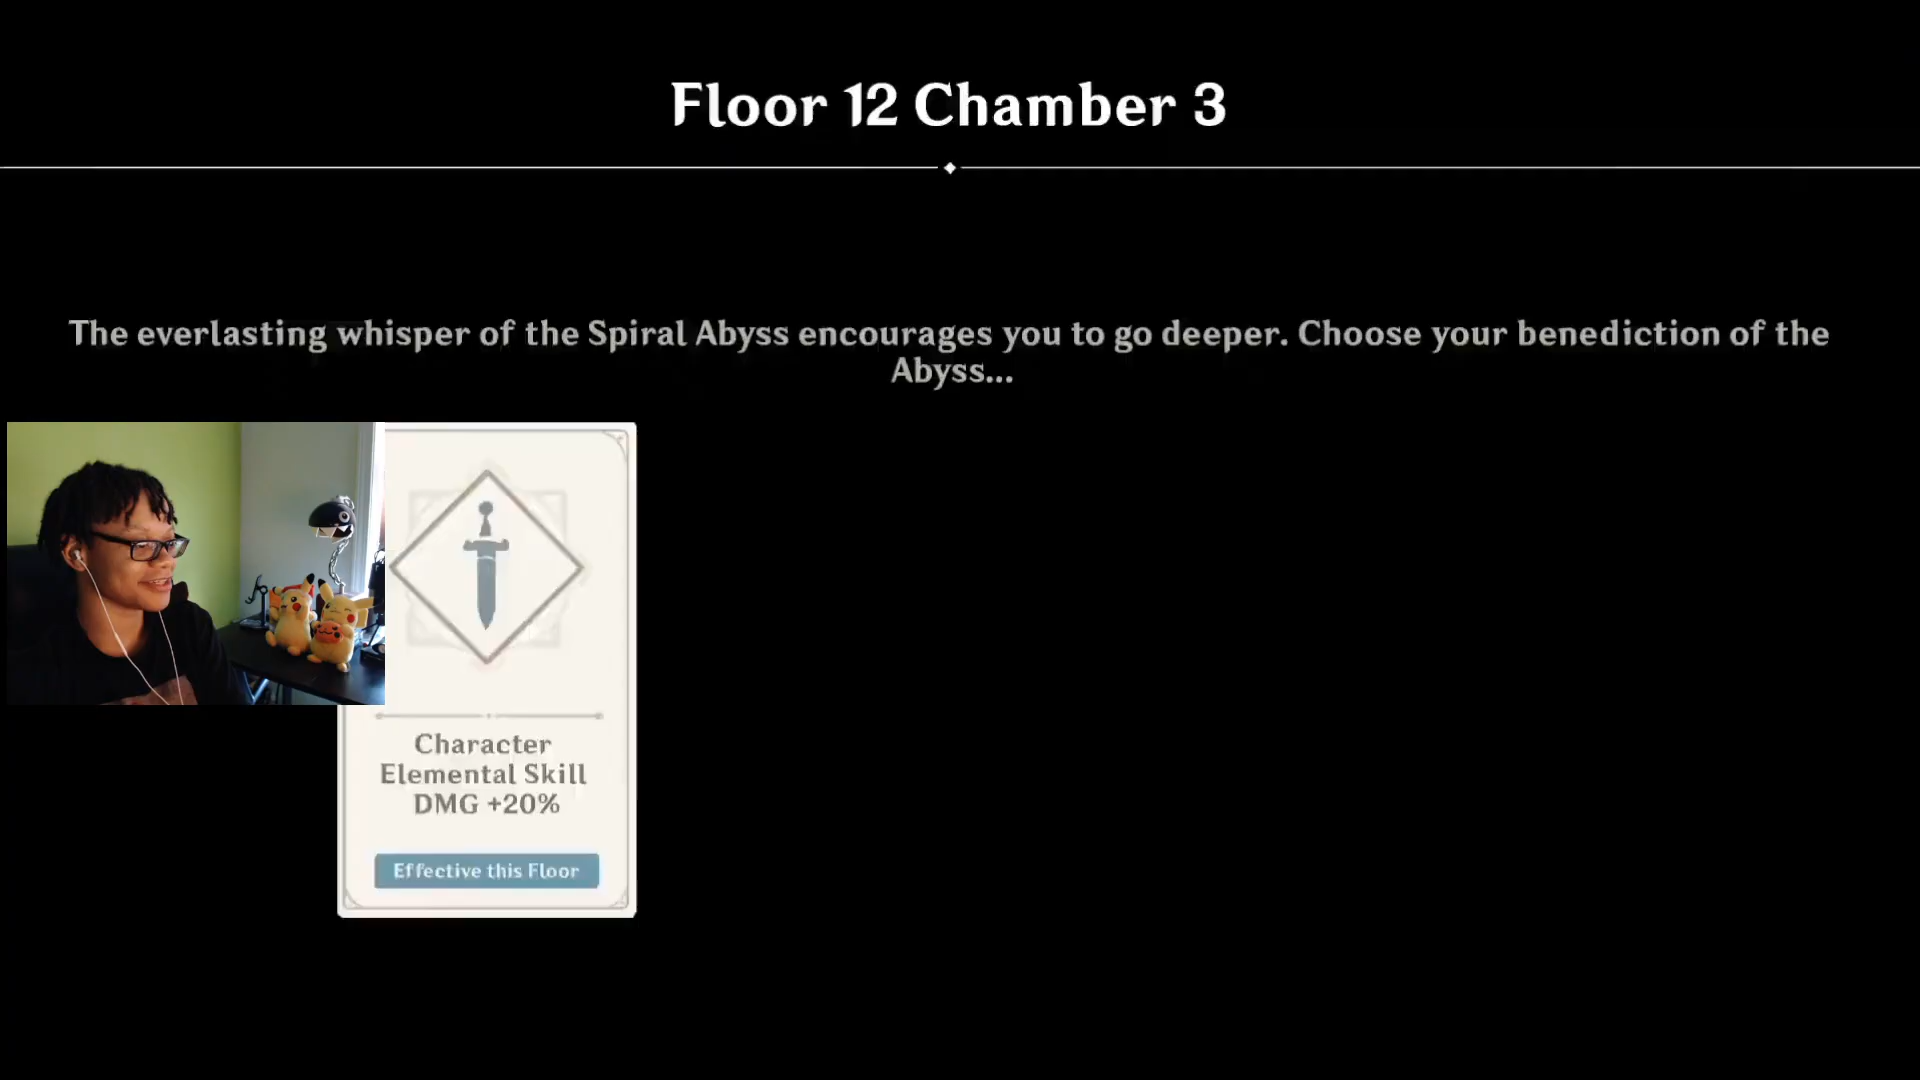 Floor 12 Chamber 3
The everlasting whisper of the Spiral Abyss encourages you to go deeper. Choose your benediction of the
Abyss...
Character
Elemental Skill
DMG +20%
Effective this Floor